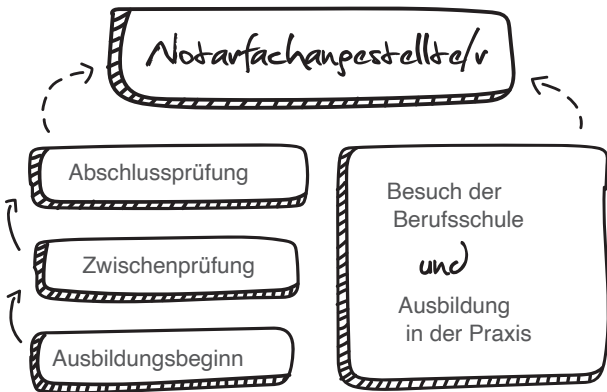 Notarfachangestellte/r
Abschlussprüfung
Zwischenprüfung
Ausbildungsbeginn
Besuch der
Berufsschule
und
Ausbildung
in der Praxis